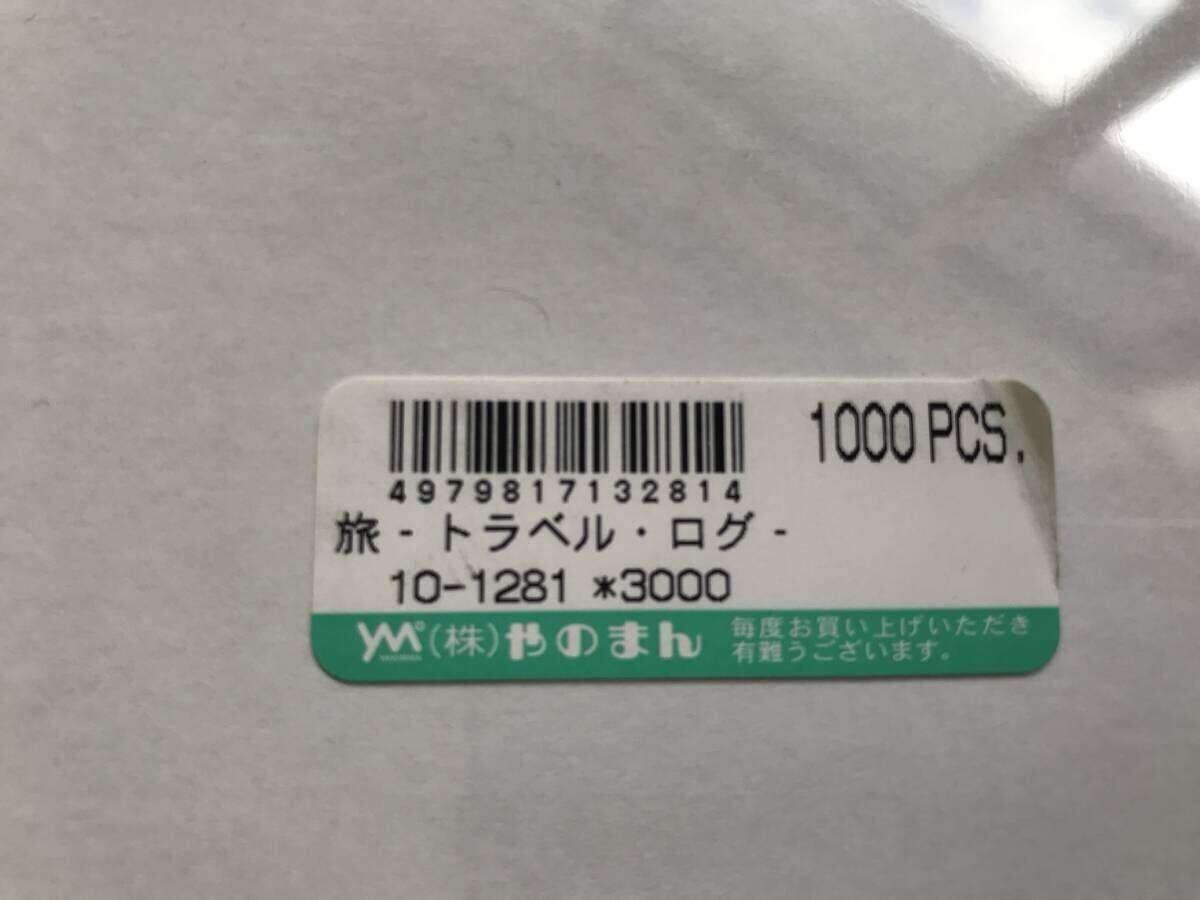 1000 PCS.
4979817132814
旅 - トラベル・ログ -
10-1281 *3000
YM (株)やのまん 毎度お買い上げいただき
有難うございます。